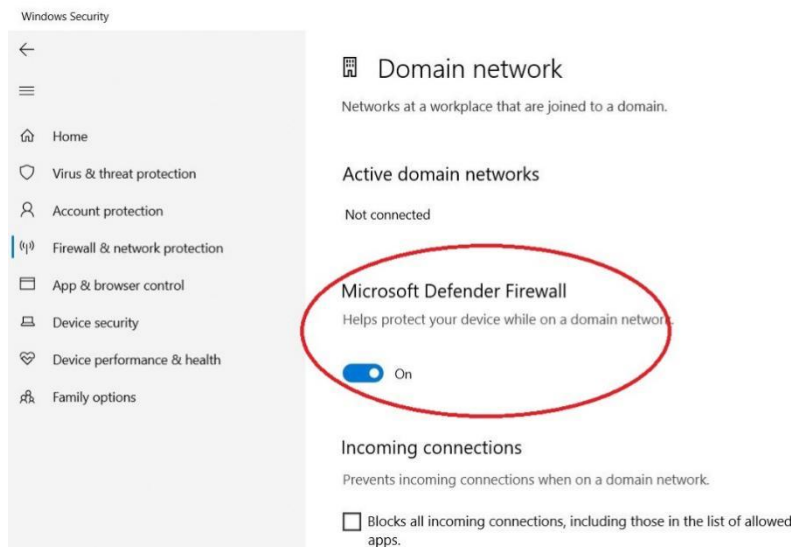 Windows Security
Home
Virus & threat protection
Account protection
Firewall & network protection
App & browser control
Device security
Device performance & health
Family options
Domain network
Networks at a workplace that are joined to a domain.
Active domain networks
Not connected
Microsoft Defender Firewall
Helps protect your device while on a domain network.
On
Incoming connections
Prevents incoming connections when on a domain network.
Blocks all incoming connections, including those in the list of allowed
apps.